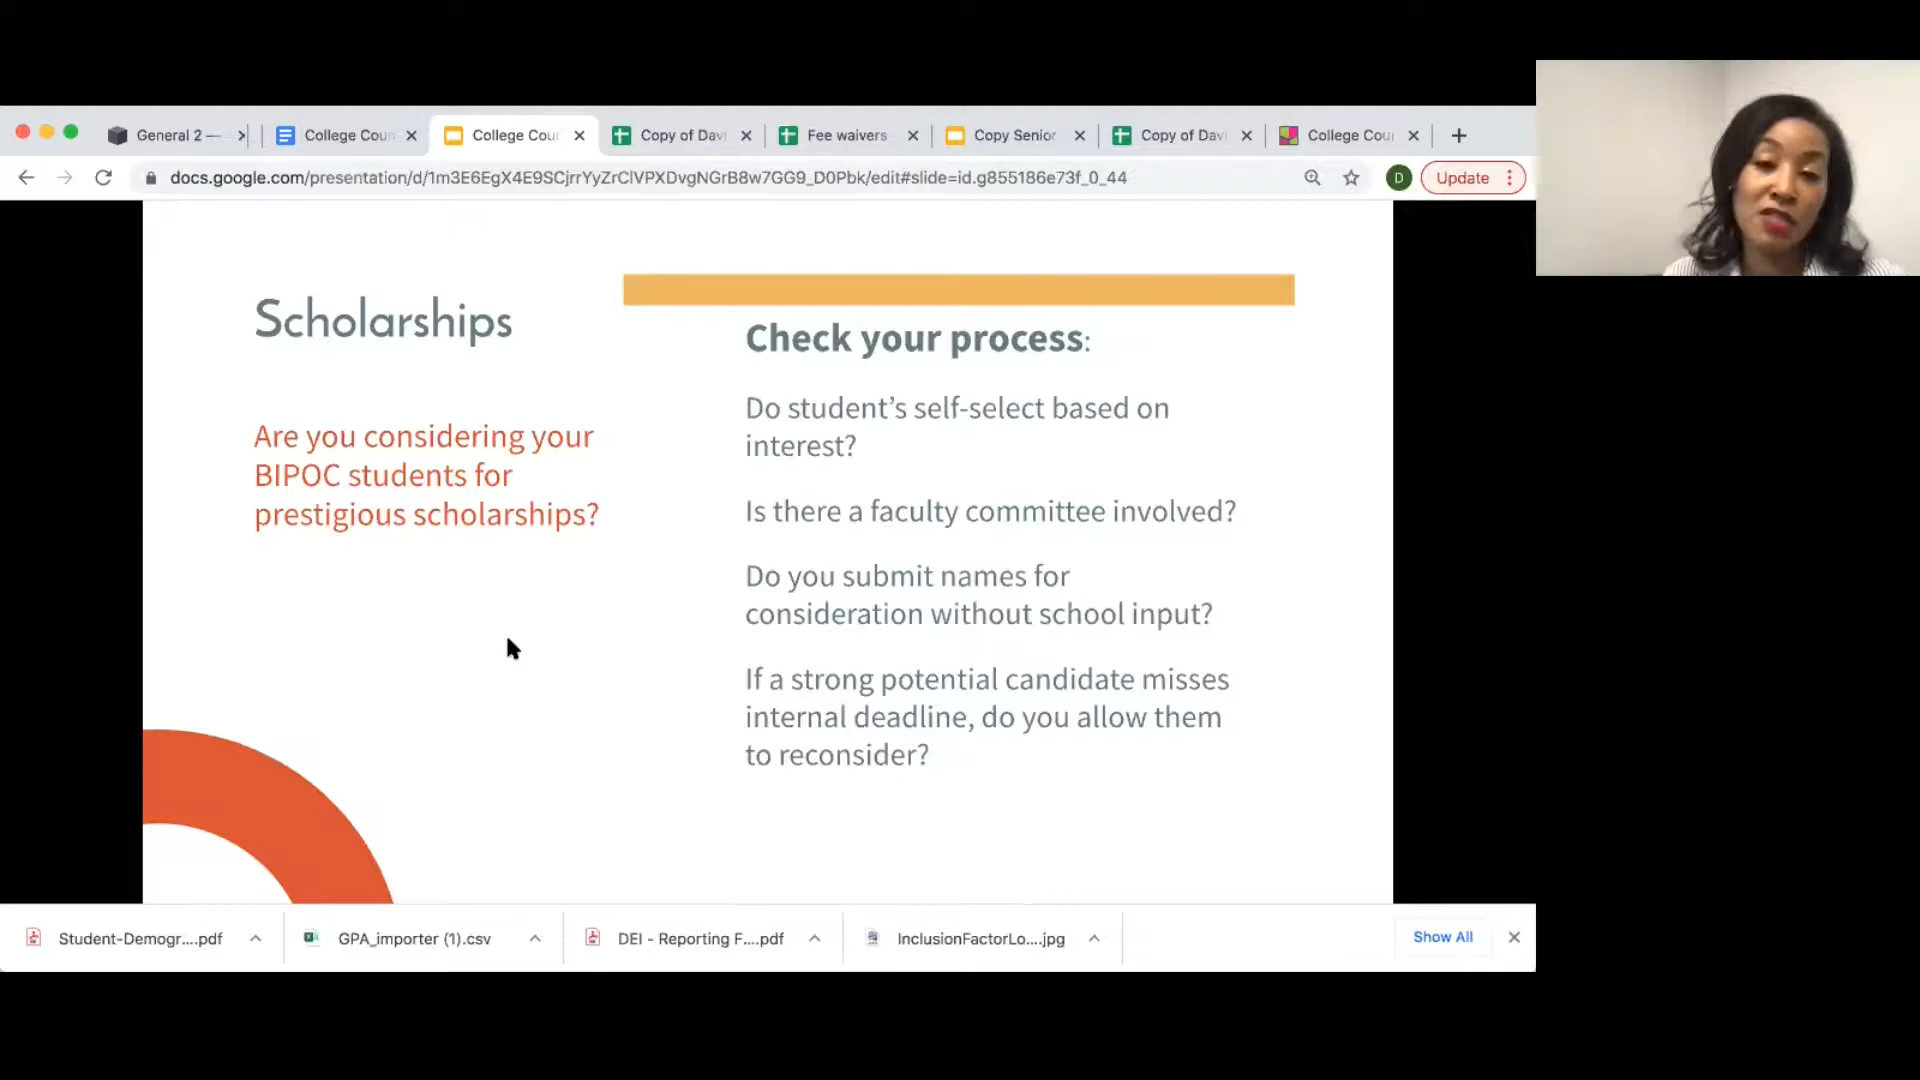 General 2 —
College Coun
College Cour
Copy of Davi
Fee waivers
Copy Senior
Copy of Davi
College Coun
docs.google.com/presentation/d/1m3E6EgX4E9SCjrrYyZrClVPXDvgNGrB8w7GG9_D0Pbk/edit#slide=id.g855186e73f_0_44
D
Update
Scholarships
Are you considering your
BIPOC students for
prestigious scholarships?
Check your process:
Do student's self-select based on
interest?
Is there a faculty committee involved?
Do you submit names for
consideration without school input?
If a strong potential candidate misses
internal deadline, do you allow them
to reconsider?
Student-Demogr....pdf
GPA_importer (1).csv
DEI - Reporting F....pdf
InclusionFactorLo....jpg
Show All